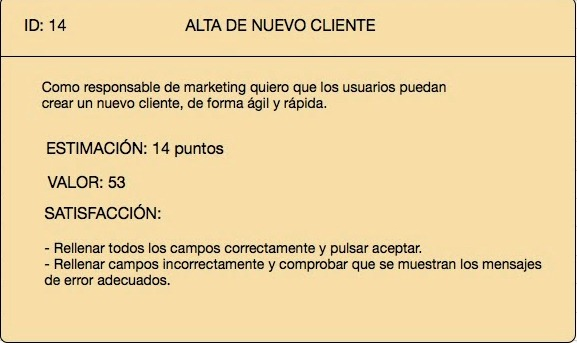 ID: 14 ALTA DE NUEVO CLIENTE
Como responsable de marketing quiero que los usuarios puedan
crear un nuevo cliente, de forma ágil y rápida.
ESTIMACIÓN: 14 puntos
VALOR: 53
SATISFACCIÓN:
- Rellenar todos los campos correctamente y pulsar aceptar.
- Rellenar campos incorrectamente y comprobar que se muestran los mensajes
de error adecuados.